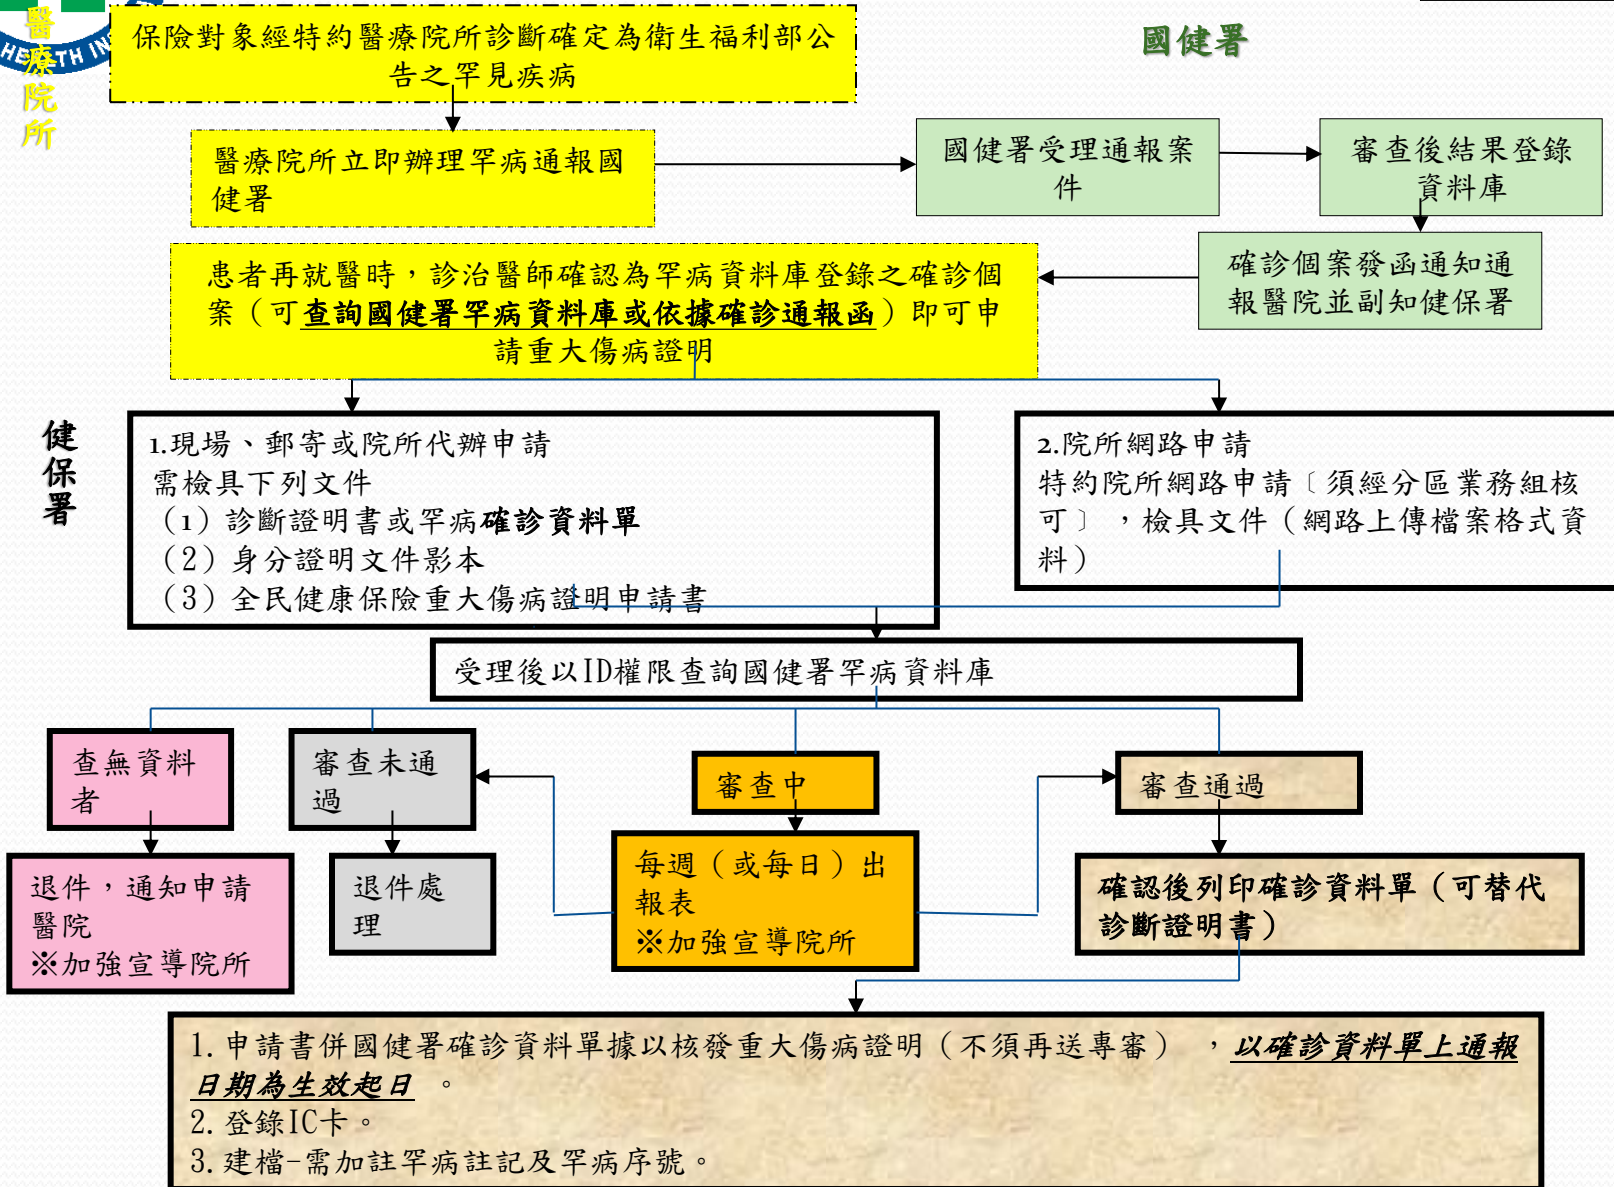 醫療院所
HEALTH IN
國健署
保險對象經特約醫療院所診斷確定為衛生福利部公
告之罕見疾病
醫療院所立即辦理罕病通報國
健署
國健署受理通報案
件
審查後結果登錄
資料庫
確診個案發函通知通
報醫院並副知健保署
患者再就醫時，診治醫師確認為罕病資料庫登錄之確診個
案（可查詢國健署罕病資料庫或依據確診通報函）即可申
請重大傷病證明
健保署
1.現場、郵寄或院所代辦申請
需檢具下列文件
（1）診斷證明書或罕病確診資料單
（2）身分證明文件影本
（3）全民健康保險重大傷病證明申請書
2.院所網路申請
特約院所網路申請〔須經分區業務組核
可〕，檢具文件（網路上傳檔案格式資
料）
受理後以ID權限查詢國健署罕病資料庫
查無資料
者
審查未通
過
審查中
審查通過
退件，通知申請
醫院
※加強宣導院所
退件處
理
每週（或每日）出
報表
※加強宣導院所
確認後列印確診資料單（可替代
診斷證明書）
1.申請書併國健署確診資料單據以核發重大傷病證明（不須再送專審），以確診資料單上通報
日期為生效起日。
2.登錄IC卡。
3.建檔-需加註罕病註記及罕病序號。